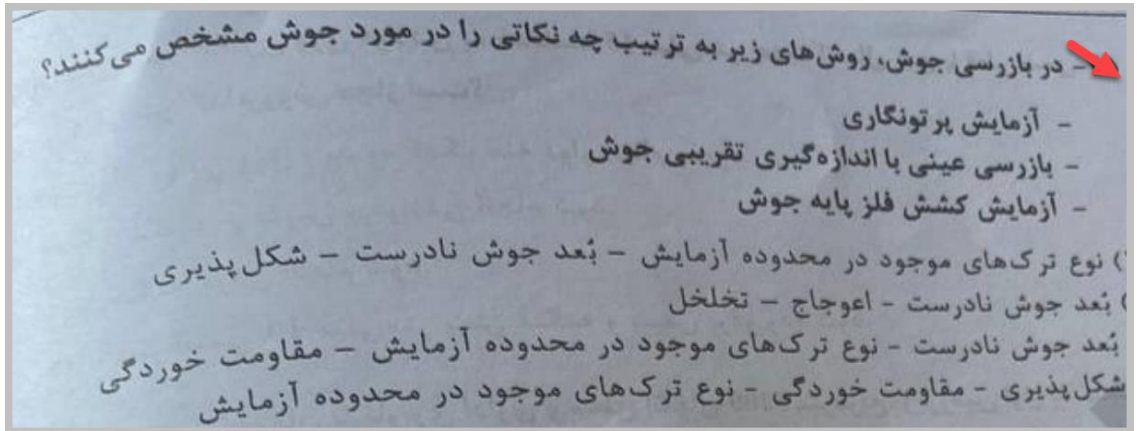 - در بازرسی جوش، روش‌های زیر به ترتیب چه نکاتی را در مورد جوش مشخص می‌کنند؟
- آزمایش پرتونگاری
- بازرسی عینی با اندازه‌گیری تقریبی جوش
- آزمایش کشش فلز پایه جوش
) نوع ترک‌های موجود در محدوده آزمایش - بُعد جوش نادرست - شکل‌پذیری
) بُعد جوش نادرست - اعوجاج - تخلخل
بُعد جوش نادرست - نوع ترک‌های موجود در محدوده آزمایش - مقاومت خوردگی
شکل‌پذیری - مقاومت خوردگی - نوع ترک‌های موجود در محدوده آزمایش